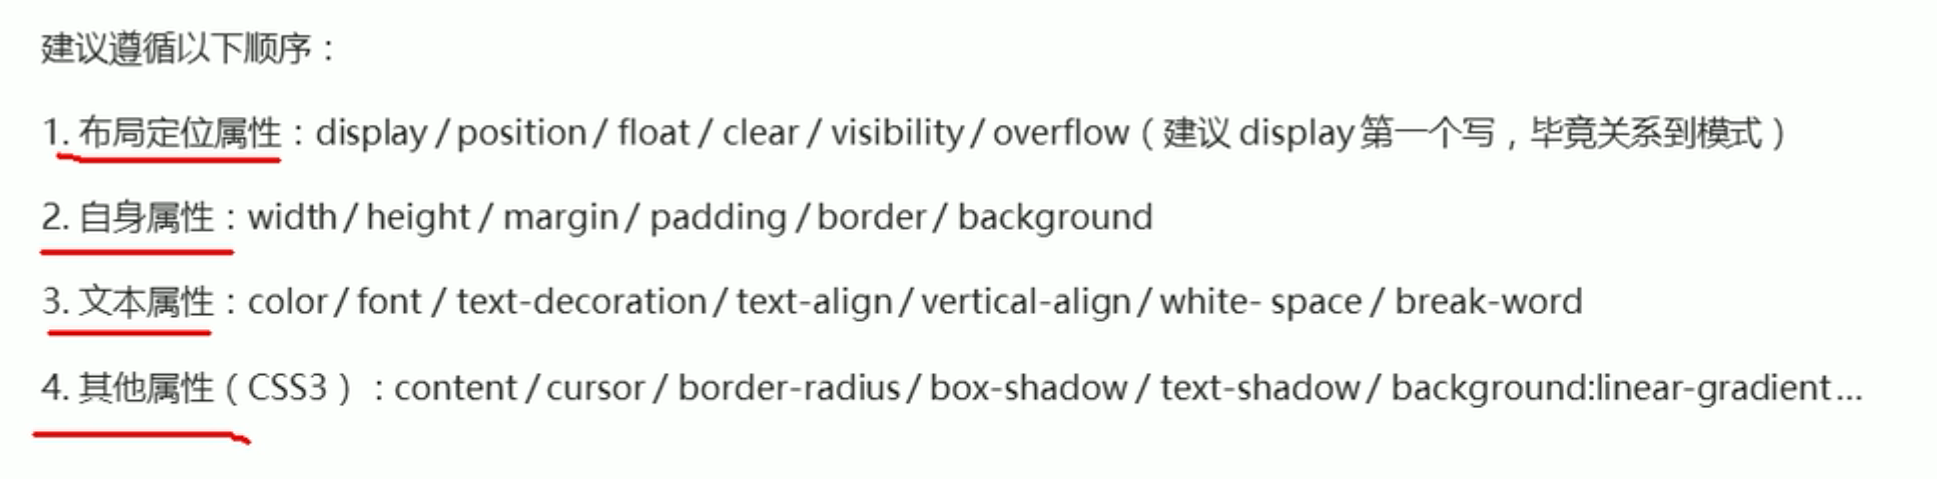 建议遵循以下顺序：
1. 布局定位属性：display / position / float / clear / visibility / overflow（建议 display 第一个写，毕竟关系到模式）
2. 自身属性：width / height / margin / padding / border / background
3. 文本属性：color / font / text-decoration / text-align / vertical-align / white- space / break-word
4. 其他属性（CSS3）：content / cursor / border-radius / box-shadow / text-shadow / background:linear-gradient...